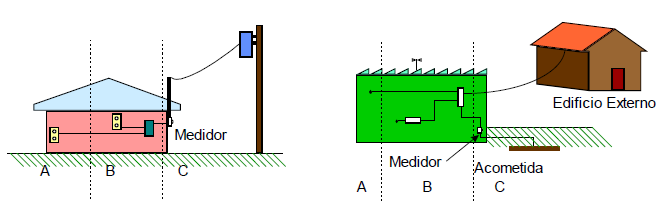 Medidor
A B C
Edificio Externo
Medidor
Acometida
A B C